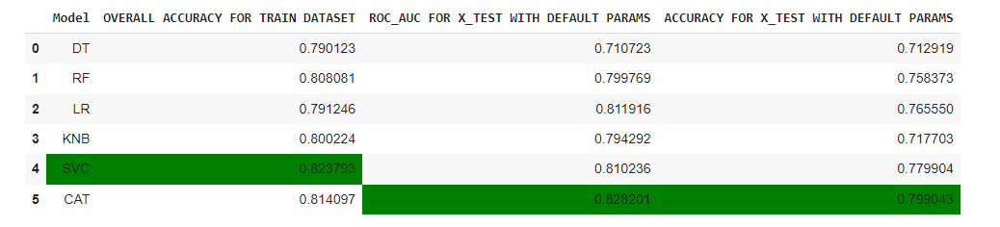 Model OVERALL ACCURACY FOR TRAIN DATASET ROC_AUC FOR X_TEST WITH DEFAULT PARAMS ACCURACY FOR X_TEST WITH DEFAULT PARAMS
0 DT 0.790123 0.710723 0.712919
1 RF 0.808081 0.799769 0.758373
2 LR 0.791246 0.811916 0.765550
3 KNB 0.800224 0.794292 0.717703
4 SVC 0.823793 0.810236 0.779904
5 CAT 0.814097 0.828201 0.799043